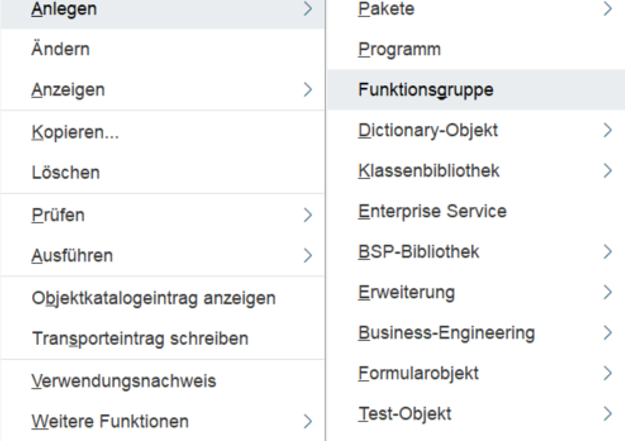 Anlegen
Ändern
Anzeigen
Kopieren...
Löschen
Prüfen
Ausführen
Objektkatalogeintrag anzeigen
Transporteintrag schreiben
Verwendungsnachweis
Weitere Funktionen
Pakete
Programm
Funktionsgruppe
Dictionary-Objekt
Klassenbibliothek
Enterprise Service
BSP-Bibliothek
Erweiterung
Business-Engineering
Formularobjekt
Test-Objekt